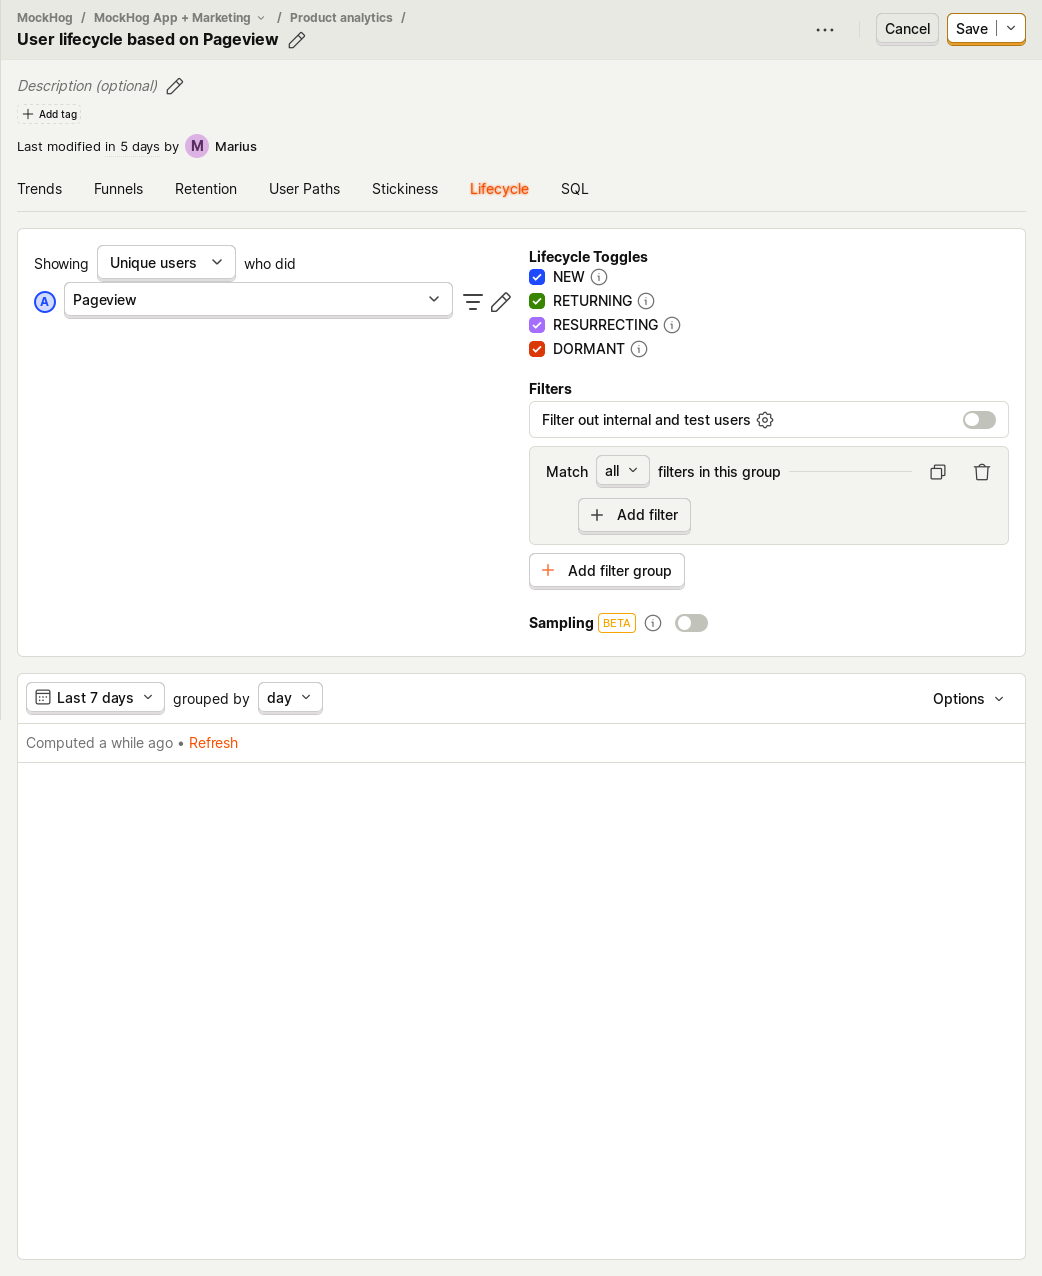 MockHog / MockHog App + Marketing / Product analytics /
User lifecycle based on Pageview
Cancel
Save
Description (optional)
Add tag
Last modified in 5 days by M Marius
Trends Funnels Retention User Paths Stickiness Lifecycle SQL
Showing Unique users who did
A Pageview
Lifecycle Toggles
NEW
RETURNING
RESURRECTING
DORMANT
Filters
Filter out internal and test users
Match all filters in this group
Add filter
Add filter group
Sampling BETA
Last 7 days grouped by day
Options
Computed a while ago • Refresh